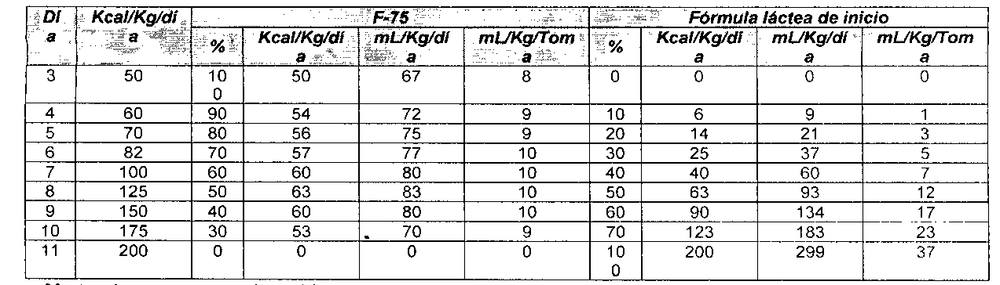 Dí Kcal/Kg/dí F-75 Fórmula láctea de inicio
a a % Kcal/Kg/dí mL/Kg/dí mL/Kg/Tom % Kcal/Kg/dí mL/Kg/dí mL/Kg/Tom
a a a a a a
3 50 10 50 67 8 0 0 0 0
0
4 60 90 54 72 9 10 6 9 1
5 70 80 56 75 9 20 14 21 3
6 82 70 57 77 10 30 25 37 5
7 100 60 60 80 10 40 40 60 7
8 125 50 63 83 10 50 63 93 12
9 150 40 60 80 10 60 90 134 17
10 175 30 53 70 9 70 123 183 23
11 200 0 0 0 0 10 200 299 37
0